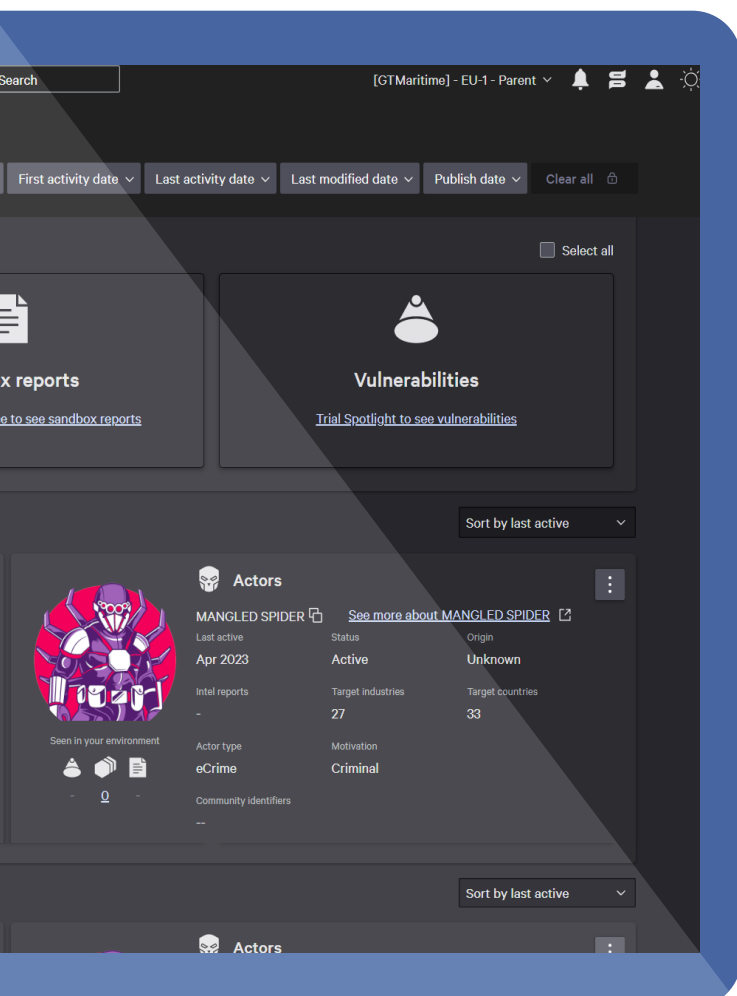 Search
[GTMaritime] - EU-1 - Parent
First activity date
Last activity date
Last modified date
Publish date
Clear all
Select all
x reports
e to see sandbox reports
Vulnerabilities
Trial Spotlight to see vulnerabilities
Sort by last active
Actors
MANGLED SPIDER
See more about MANGLED SPIDER
Last active
Status
Origin
Apr 2023
Active
Unknown
Intel reports
Target industries
Target countries
-
27
33
Seen in your environment
- 0 -
Actor type
Motivation
eCrime
Criminal
Community identifiers
--
Sort by last active
Actors